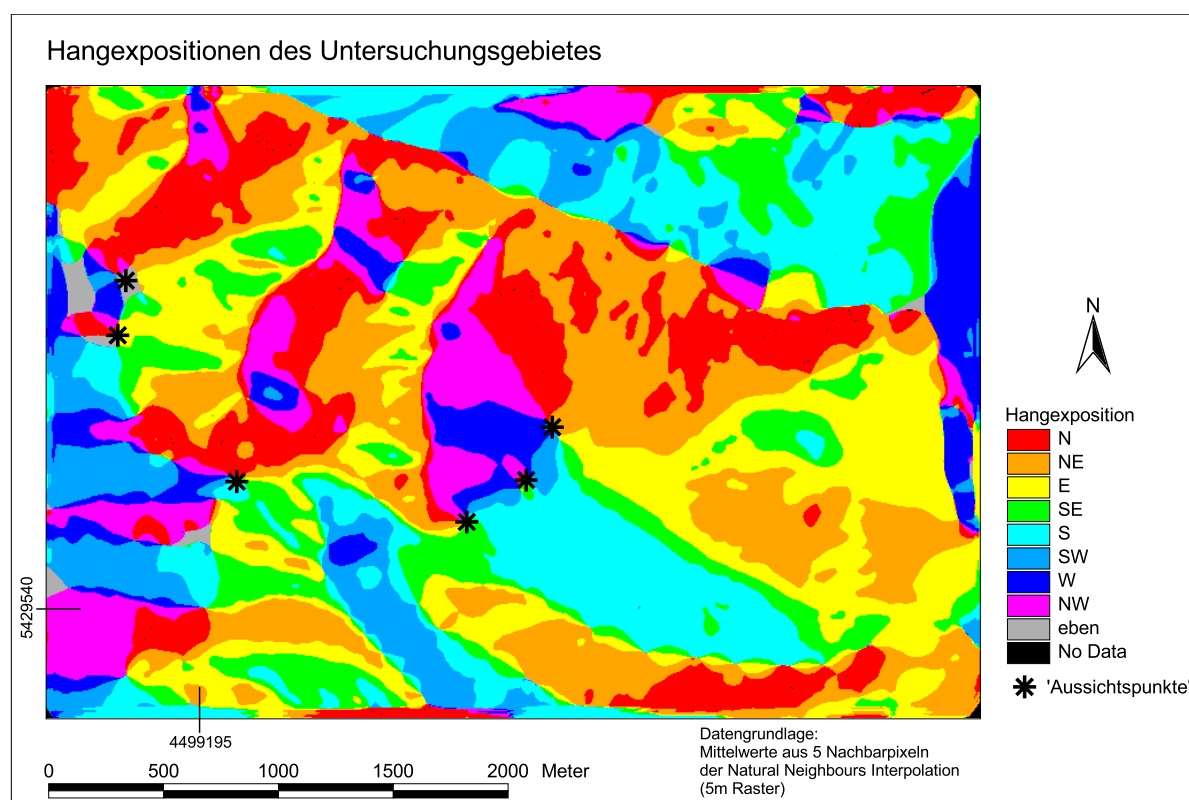 Hangexpositionen des Untersuchungsgebietes
N
Hangexposition
N
NE
E
SE
S
SW
W
NW
eben
No Data
'Aussichtspunkte'
5429540
4499195
0 500 1000 1500 2000 Meter
Datengrundlage:
Mittelwerte aus 5 Nachbarpixeln
der Natural Neighbours Interpolation
(5m Raster)